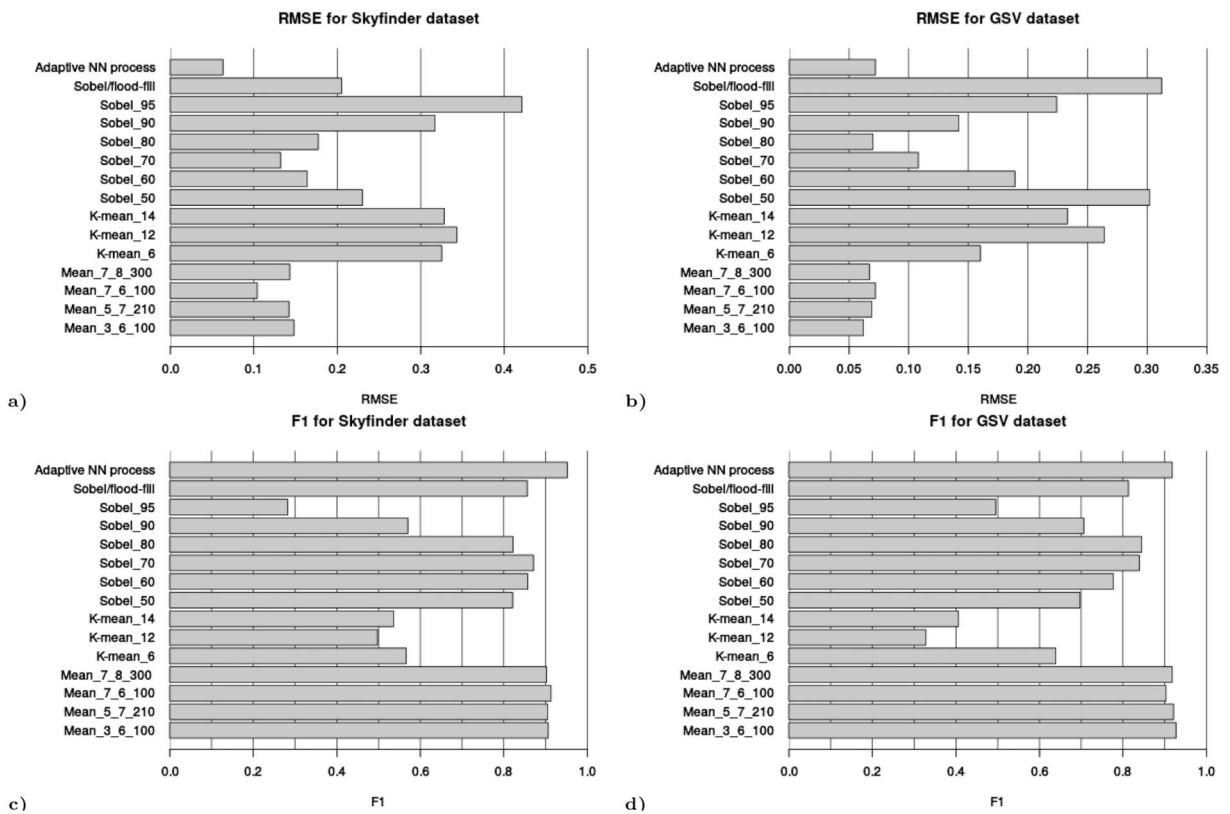 RMSE for Skyfinder dataset
Adaptive NN process
Sobel/flood-fill
Sobel_95
Sobel_90
Sobel_80
Sobel_70
Sobel_60
Sobel_50
K-mean_14
K-mean_12
K-mean_6
Mean_7_8_300
Mean_7_6_100
Mean_5_7_210
Mean_3_6_100
0.0 0.1 0.2 0.3 0.4 0.5
RMSE
a)
RMSE for GSV dataset
Adaptive NN process
Sobel/flood-fill
Sobel_95
Sobel_90
Sobel_80
Sobel_70
Sobel_60
Sobel_50
K-mean_14
K-mean_12
K-mean_6
Mean_7_8_300
Mean_7_6_100
Mean_5_7_210
Mean_3_6_100
0.00 0.05 0.10 0.15 0.20 0.25 0.30 0.35
RMSE
b)
F1 for Skyfinder dataset
Adaptive NN process
Sobel/flood-fill
Sobel_95
Sobel_90
Sobel_80
Sobel_70
Sobel_60
Sobel_50
K-mean_14
K-mean_12
K-mean_6
Mean_7_8_300
Mean_7_6_100
Mean_5_7_210
Mean_3_6_100
0.0 0.2 0.4 0.6 0.8 1.0
F1
c)
F1 for GSV dataset
Adaptive NN process
Sobel/flood-fill
Sobel_95
Sobel_90
Sobel_80
Sobel_70
Sobel_60
Sobel_50
K-mean_14
K-mean_12
K-mean_6
Mean_7_8_300
Mean_7_6_100
Mean_5_7_210
Mean_3_6_100
0.0 0.2 0.4 0.6 0.8 1.0
F1
d)